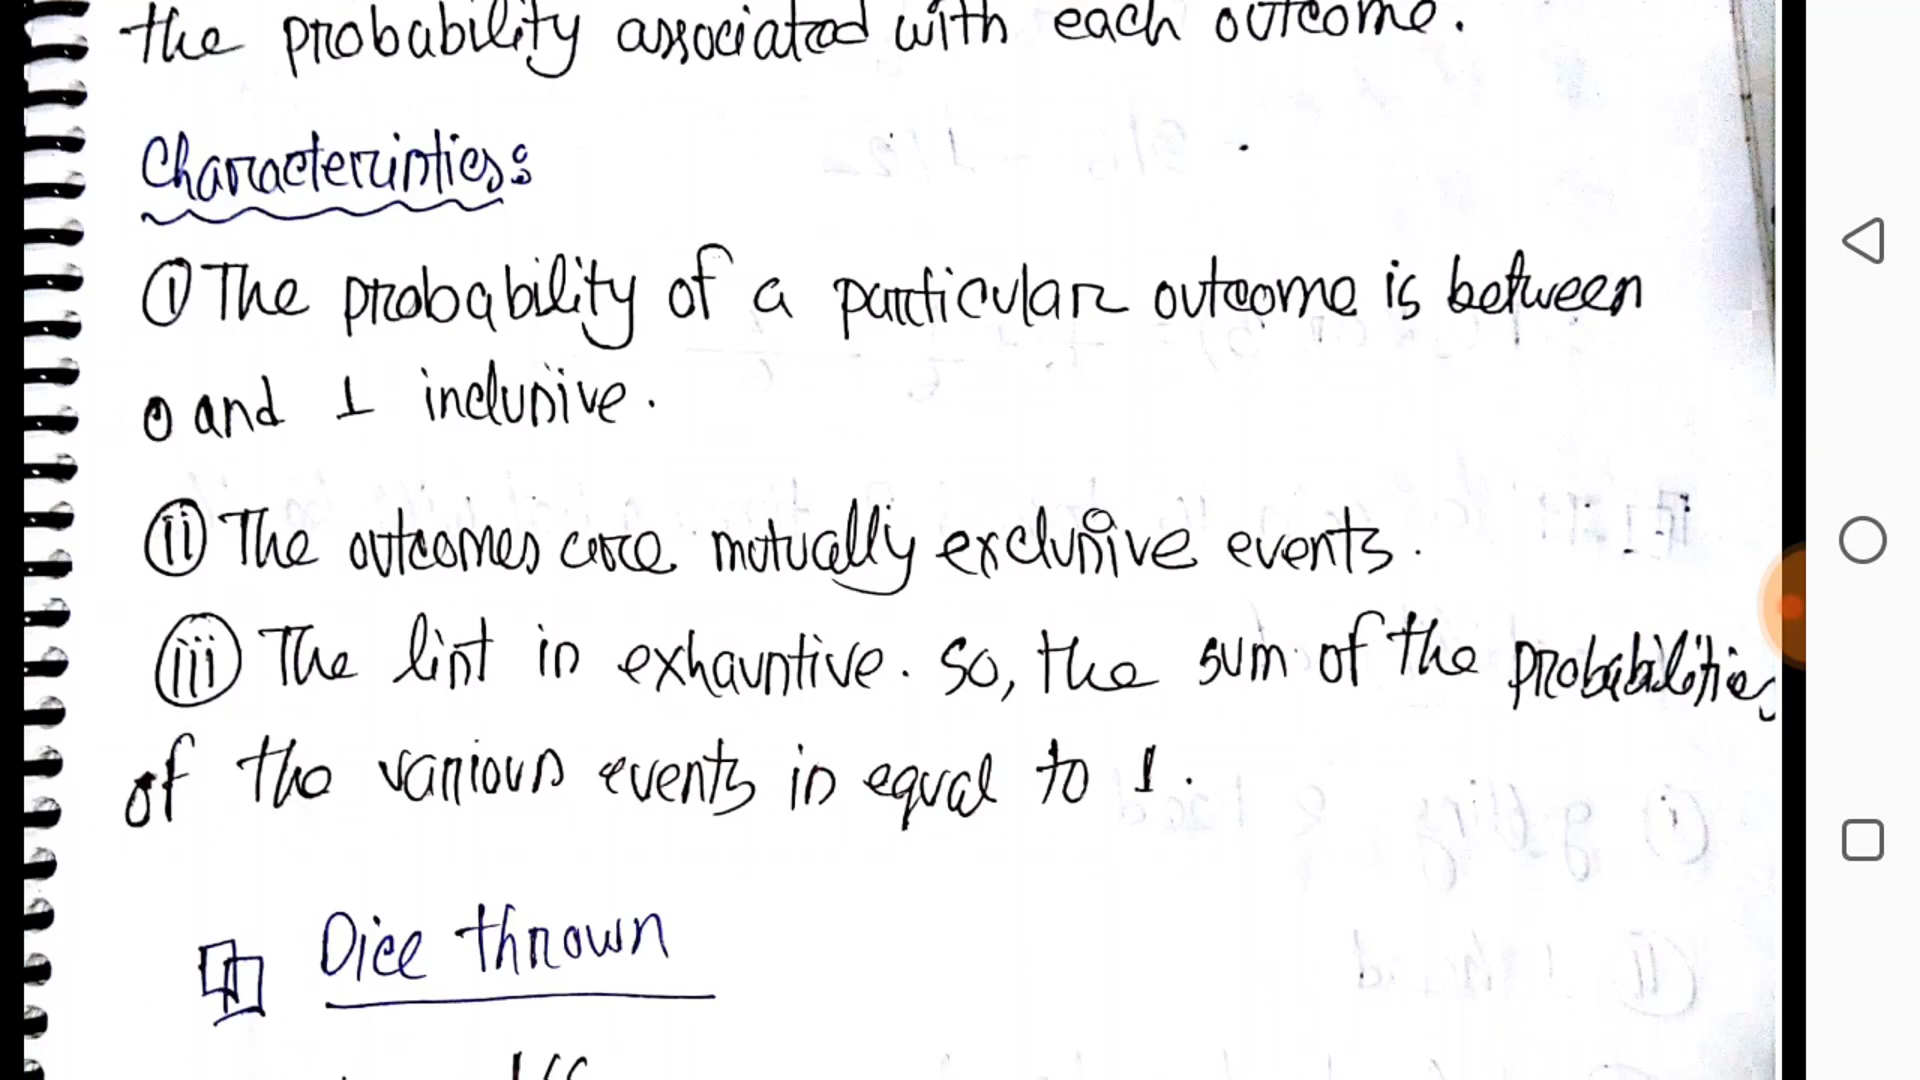 the probability associated with each outcome.
Characteristics:
(i) The probability of a particular outcome is between
0 and 1 inclusive.
(ii) The outcomes are mutually exclusive events.
(iii) The list is exhaustive. So, the sum of the probabilities
of the various events is equal to 1.
Dice thrown